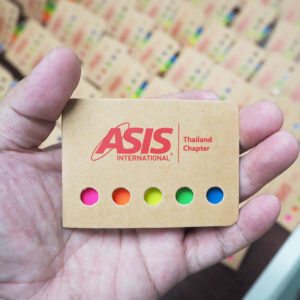 ASIS
INTERNATIONAL®
Thailand
Chapter